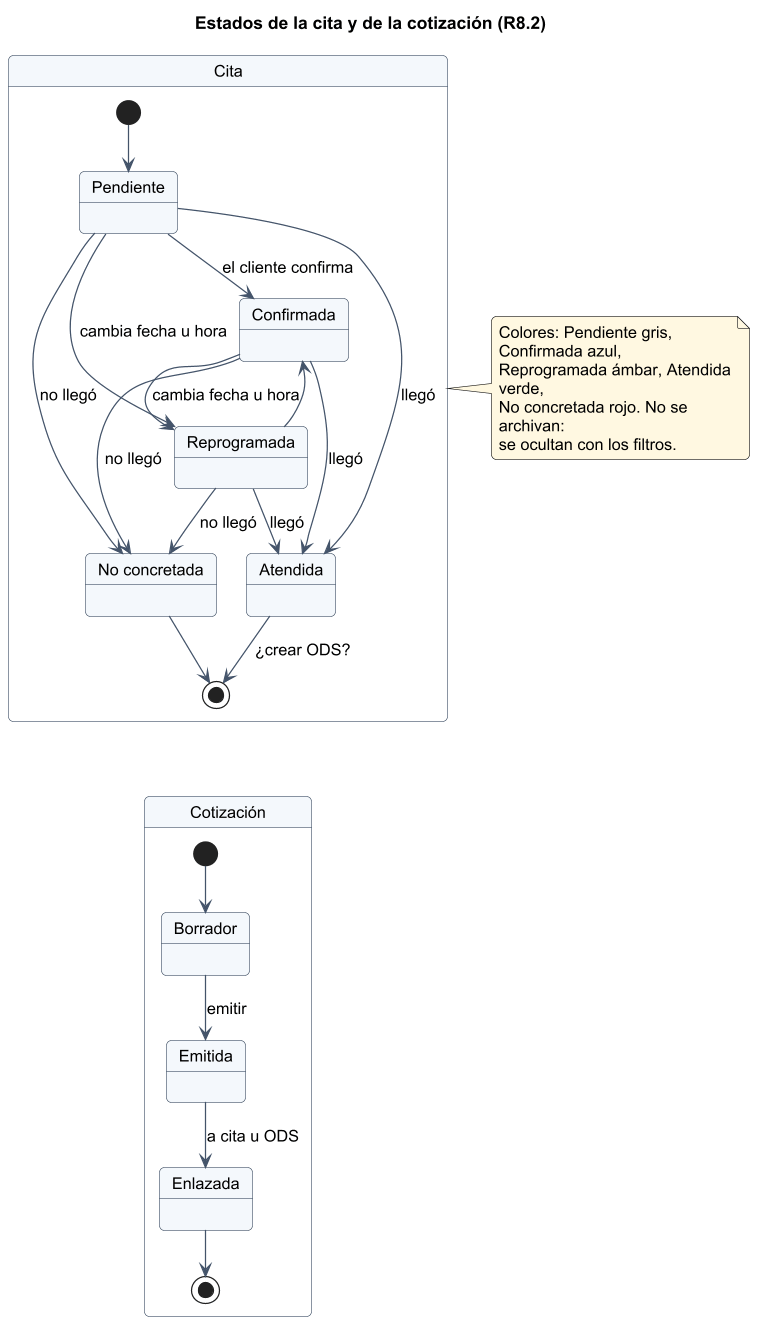 Estados de la cita y de la cotización (R8.2)
Cita
Pendiente
el cliente confirma
Confirmada
cambia fecha u hora
no llegó
cambia fecha u hora
llegó
Reprogramada
no llegó
llegó
no llegó
llegó
No concretada
Atendida
¿crear ODS?
Colores: Pendiente gris,
Confirmada azul,
Reprogramada ámbar, Atendida
verde,
No concretada rojo. No se
archivan:
se ocultan con los filtros.
Cotización
Borrador
emitir
Emitida
a cita u ODS
Enlazada